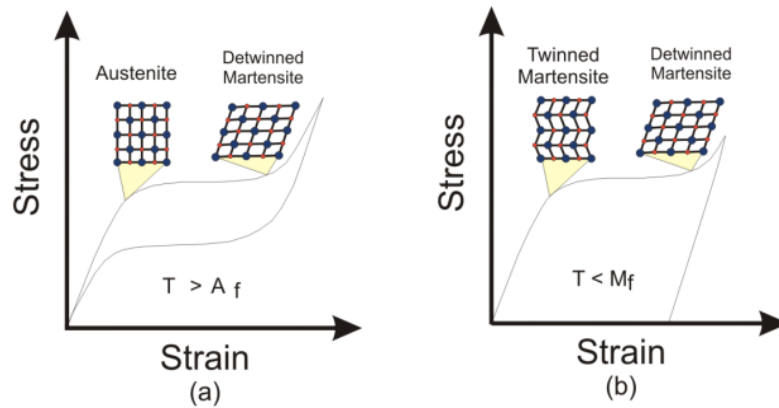 Austenite
Detwinned
Martensite
Stress
T > A f
Strain
(a)
Twinned
Martensite
Detwinned
Martensite
Stress
T < Mf
Strain
(b)